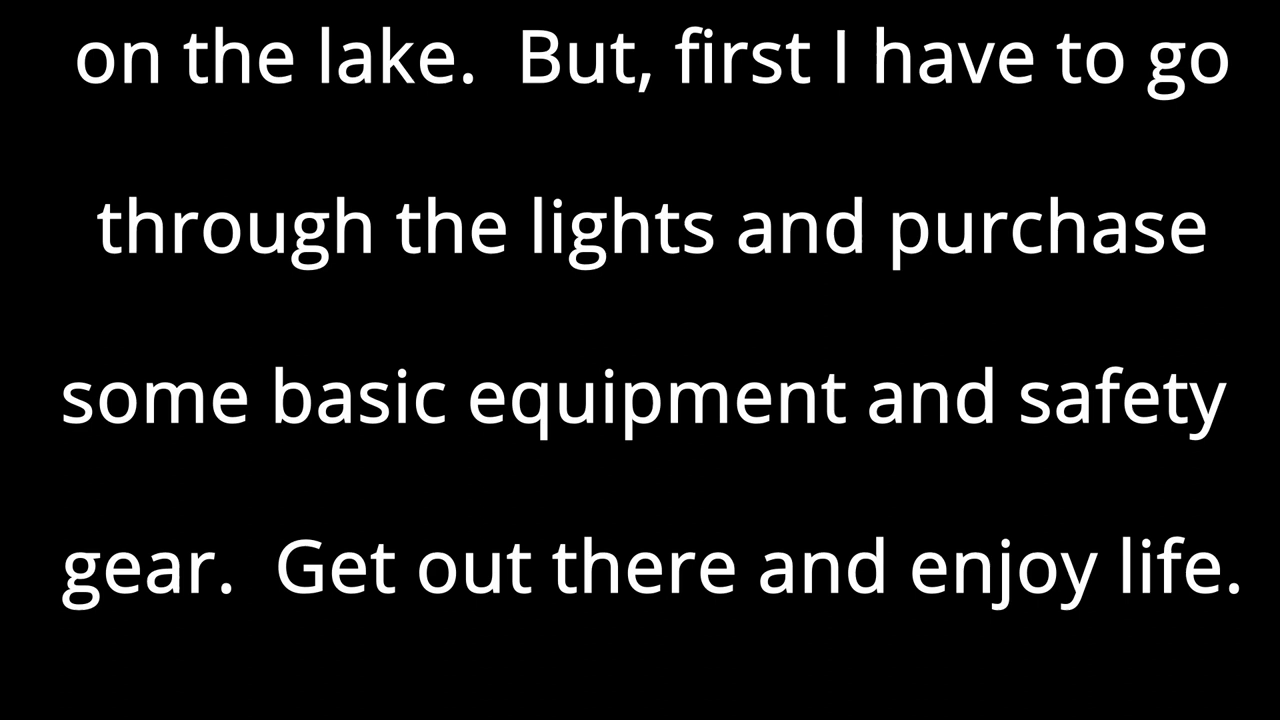 on the lake.  But, first I have to go
through the lights and purchase
some basic equipment and safety
gear.  Get out there and enjoy life.